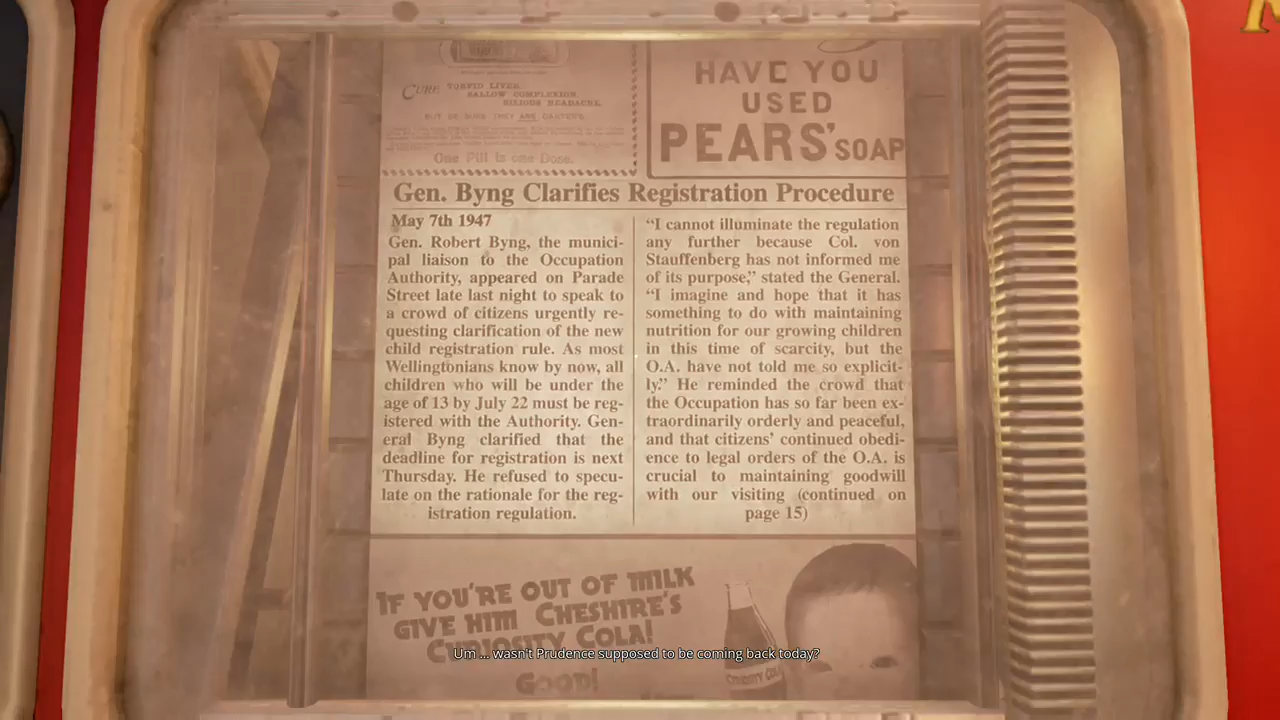 CURE TORPID LIVER,
SALLOW COMPLEXION,
BILIOUS HEADACHE.
BUT BE SURE THEY ARE CARTER'S.
One Pill is one Dose.
HAVE YOU
USED
PEARS' SOAP
Gen. Byng Clarifies Registration Procedure
May 7th 1947
Gen. Robert Byng, the munici-
pal liaison to the Occupation
Authority, appeared on Parade
Street late last night to speak to
a crowd of citizens urgently re-
questing clarification of the new
child registration rule. As most
Wellingtonians know by now, all
children who will be under the
age of 13 by July 22 must be reg-
istered with the Authority. Gen-
eral Byng clarified that the
deadline for registration is next
Thursday. He refused to specu-
late on the rationale for the reg-
istration regulation.
“I cannot illuminate the regulation
any further because Col. von
Stauffenberg has not informed me
of its purpose,” stated the General.
“I imagine and hope that it has
something to do with maintaining
nutrition for our growing children
in this time of scarcity, but the
O.A. have not told me so explicit-
ly.” He reminded the crowd that
the Occupation has so far been ex-
traordinarily orderly and peaceful,
and that citizens’ continued obedi-
ence to legal orders of the O.A. is
crucial to maintaining goodwill
with our visiting (continued on
page 15)
IF YOU'RE OUT OF MILK
GIVE HIM CHESHIRE'S
CURIOSITY COLA!
GOOD!
CURIOSITY COLA
Um ... wasn't Prudence supposed to be coming back today?